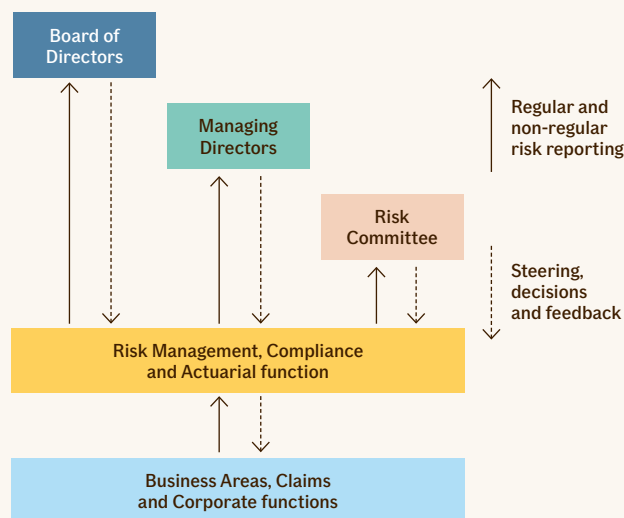 Board of
Directors
Managing
Directors
Risk
Committee
Regular and
non-regular
risk reporting
Steering,
decisions
and feedback
Risk Management, Compliance
and Actuarial function
Business Areas, Claims
and Corporate functions